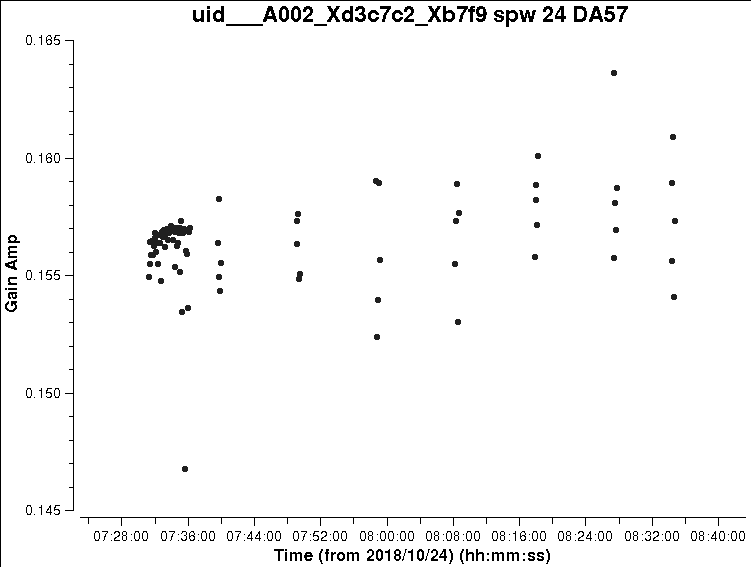 uid___A002_Xd3c7c2_Xb7f9 spw 24 DA57
0.165
0.160
0.155
0.150
0.145
Gain Amp
07:28:00 07:36:00 07:44:00 07:52:00 08:00:00 08:08:00 08:16:00 08:24:00 08:32:00 08:40:00
Time (from 2018/10/24) (hh:mm:ss)